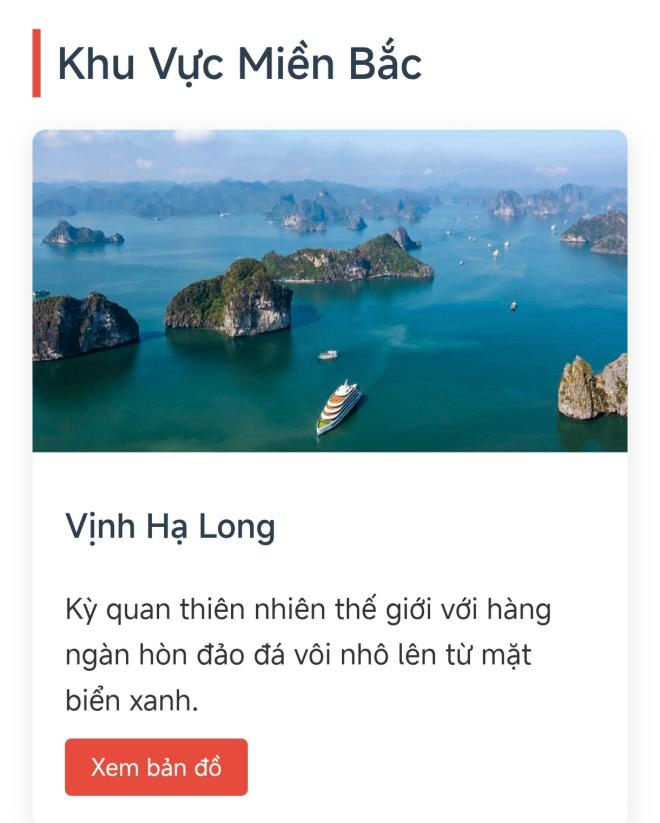 Khu Vực Miền Bắc
Vịnh Hạ Long
Kỳ quan thiên nhiên thế giới với hàng
ngàn hòn đảo đá vôi nhô lên từ mặt
biển xanh.
Xem bản đồ